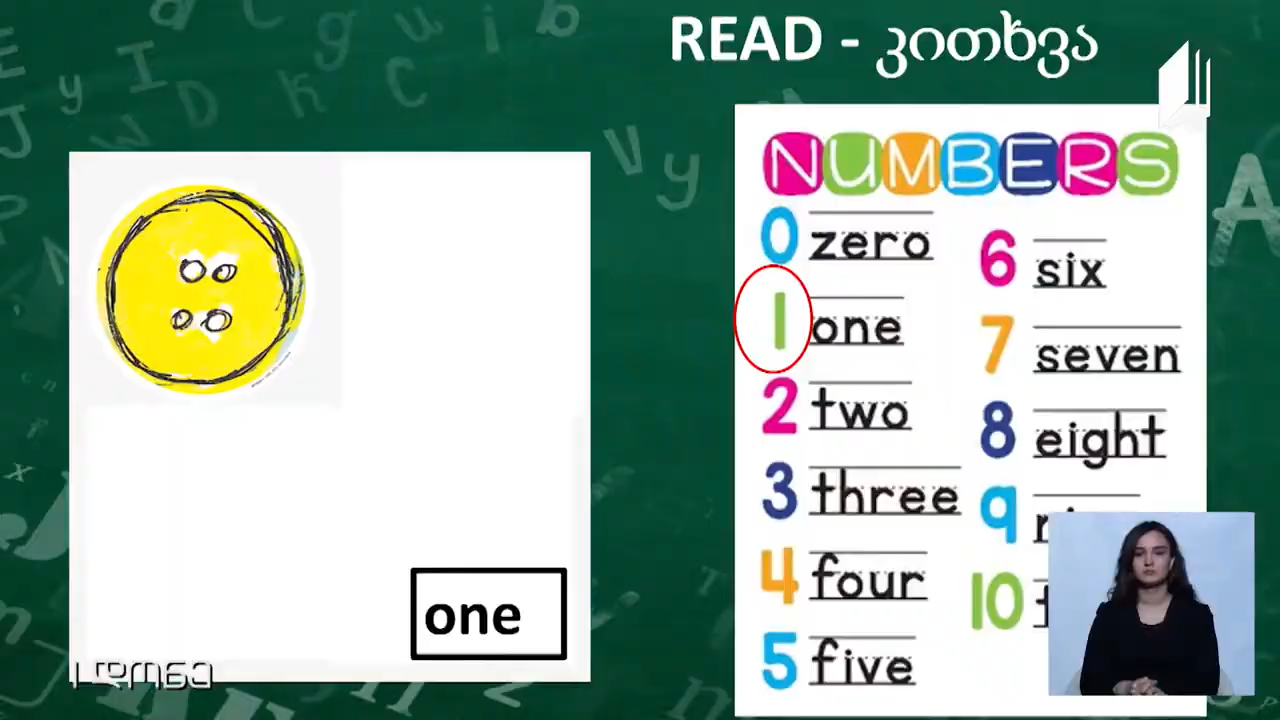 READ - კითხვა
one
NUMBERS
0 zero
1 one
2 two
3 three
4 four
5 five
6 six
7 seven
8 eight
9
10